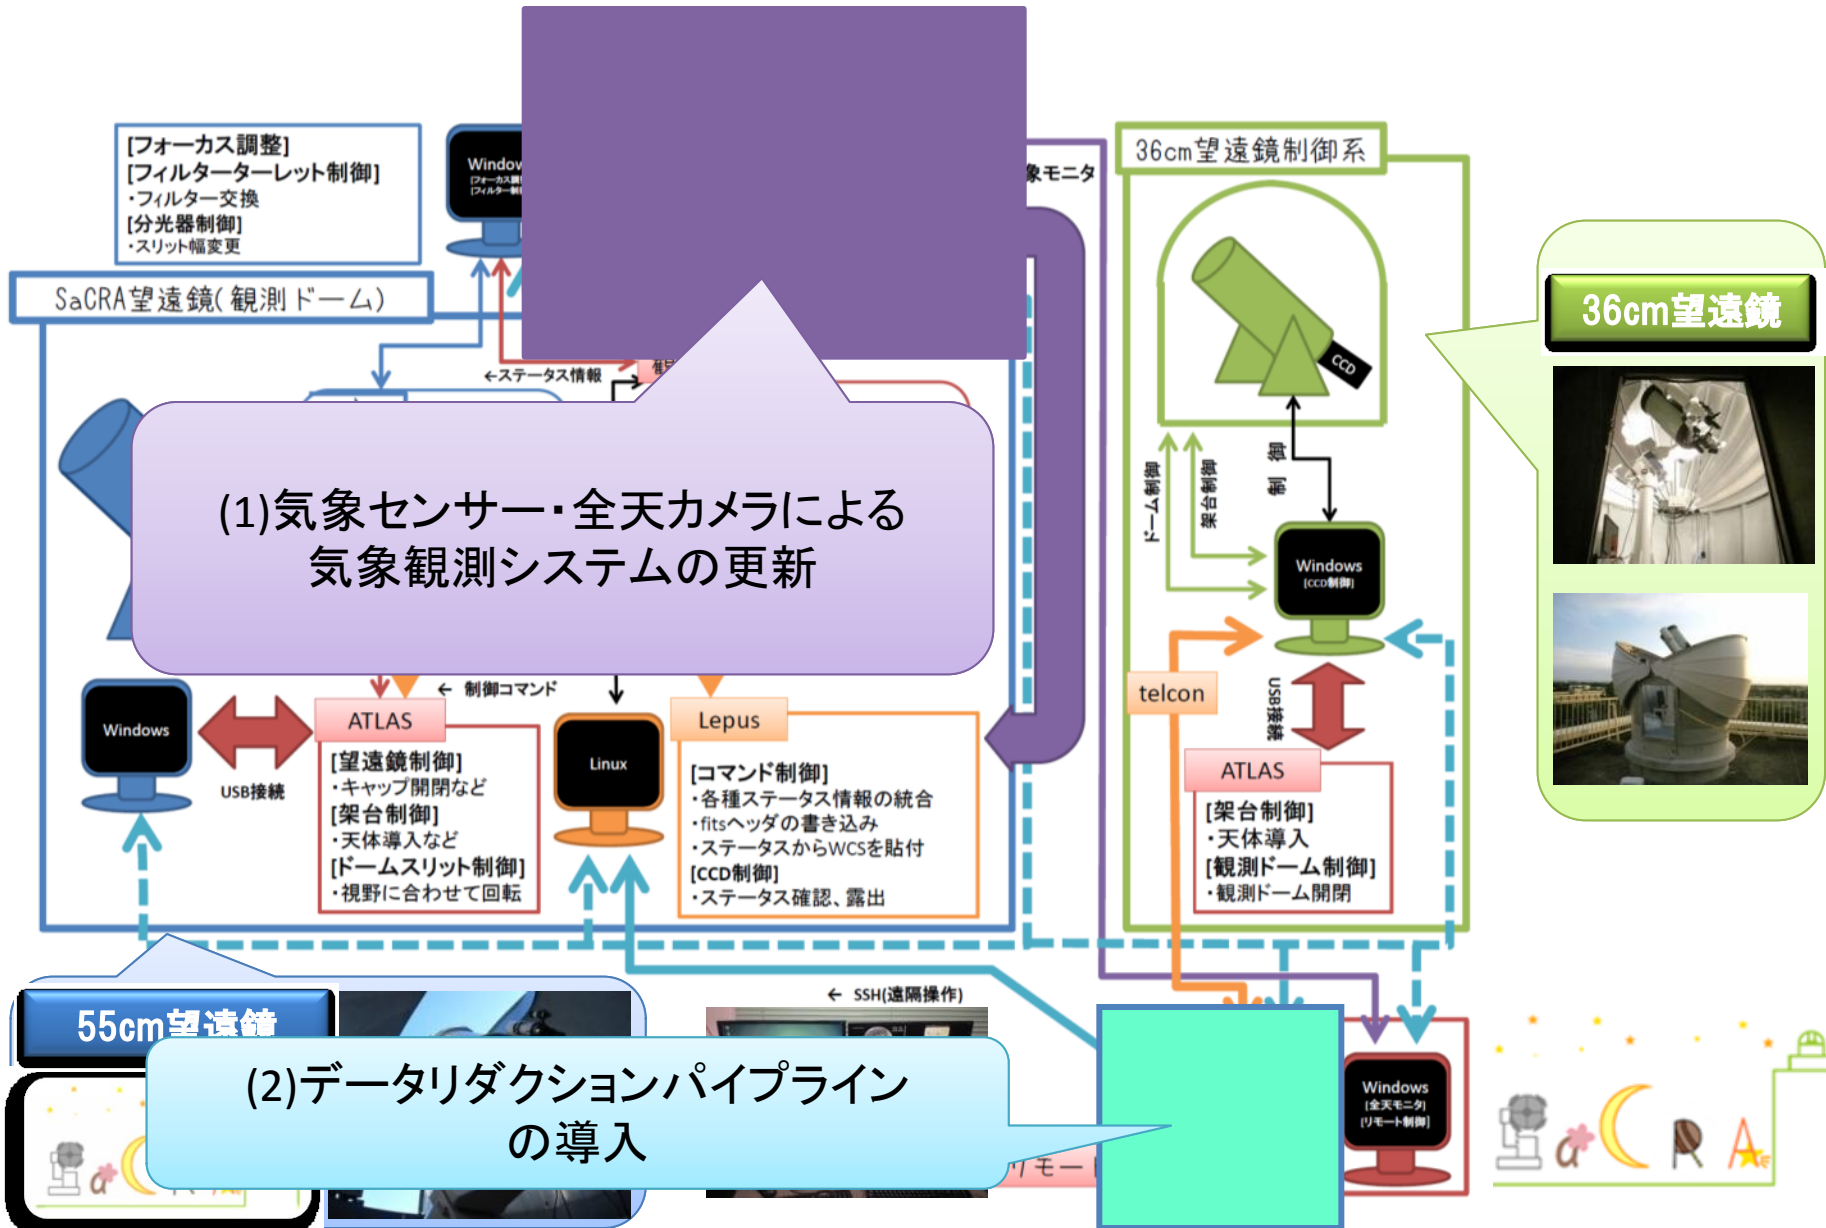 [フォーカス調整]
[フィルターターレット制御]
・フィルター交換
[分光器制御]
・スリット幅変更
象モニタ
36cm望遠鏡制御系
SaCRA望遠鏡(観測ドーム)
36cm望遠鏡
←ステータス情報
CCD
ドーム制御
架台制御
制御
(1)気象センサー・全天カメラによる
気象観測システムの更新
Windows
[CCD制御]
← 制御コマンド
telcon
USB接続
Windows
ATLAS
Linux
Lepus
USB接続
[望遠鏡制御]
・キャップ開閉など
[架台制御]
・天体導入など
[ドームスリット制御]
・視野に合わせて回転
[コマンド制御]
・各種ステータス情報の統合
・fitsヘッダの書き込み
・ステータスからWCSを貼付
[CCD制御]
・ステータス確認、露出
ATLAS
[架台制御]
・天体導入
[観測ドーム制御]
・観測ドーム開閉
← SSH(遠隔操作)
55cm望遠鏡
(2)データリダクションパイプライン
の導入
リモート
Windows
[全天モニタ]
[リモート制御]
SaCRA